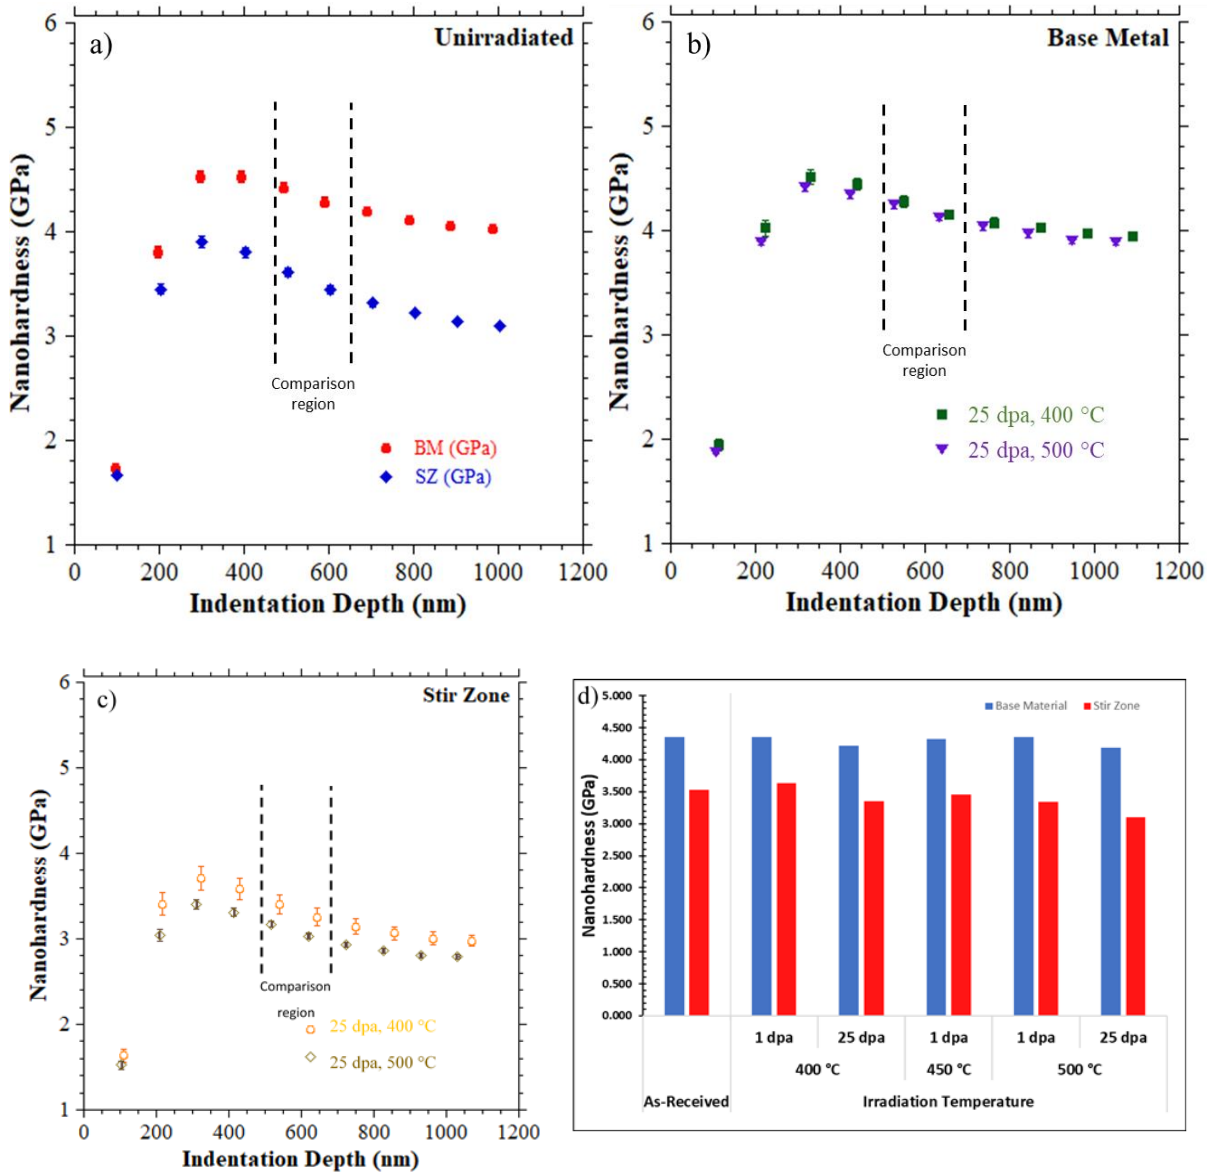 a)
Unirradiated
6
5
4
3
2
1
Nanohardness (GPa)
Comparison
region
BM (GPa)
SZ (GPa)
0 200 400 600 800 1000 1200
Indentation Depth (nm)
b)
Base Metal
6
5
4
3
2
1
Nanohardness (GPa)
Comparison
region
25 dpa, 400 °C
25 dpa, 500 °C
0 200 400 600 800 1000 1200
Indentation Depth (nm)
c)
Stir Zone
6
5
4
3
2
1
Nanohardness (GPa)
Comparison
region
25 dpa, 400 °C
25 dpa, 500 °C
0 200 400 600 800 1000 1200
Indentation Depth (nm)
d)
Base Material Stir Zone
5.000
4.500
4.000
3.500
3.000
2.500
2.000
1.500
1.000
0.500
0.000
Nanohardness (GPa)
1 dpa 25 dpa 1 dpa 1 dpa 25 dpa
400 °C 450 °C 500 °C
As-Received Irradiation Temperature